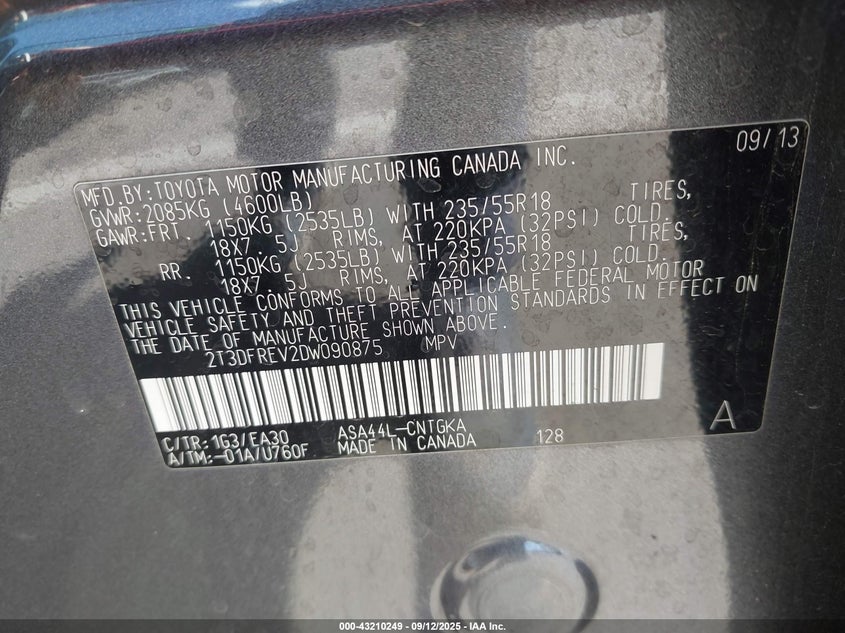 09/13
MFD.BY:TOYOTA MOTOR MANUFACTURING CANADA INC.
GVWR:2085KG (4600LB)
GAWR:FRT. 1150KG (2535LB) WITH 235/55R18 TIRES,
18X7.5J RIMS, AT 220KPA (32PSI) COLD.
RR. 1150KG (2535LB) WITH 235/55R18 TIRES,
18X7.5J RIMS, AT 220KPA (32PSI) COLD.
THIS VEHICLE CONFORMS TO ALL APPLICABLE FEDERAL MOTOR
VEHICLE SAFETY AND THEFT PREVENTION STANDARDS IN EFFECT ON
THE DATE OF MANUFACTURE SHOWN ABOVE.
2T3DFREV2DW090875 MPV
C/TR:1G3/EA30 ASA44L-CNTGKA
A/TM:-01A/U760F MADE IN CANADA 128 A
000-43210249 - 09/12/2025 - IAA Inc.